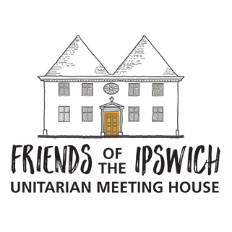 FRIENDS OF THE IPSWICH
UNITARIAN MEETING HOUSE